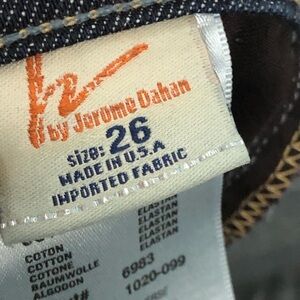 by Jerome Dahan
size: 26
MADE IN U.S.A
IMPORTED FABRIC
ELASTAN
ELASTAN
ELASTAN
ELASTAN
COTON
COTTON
COTONE
BAUMWOLLE
ALGODON
6983
1020-099